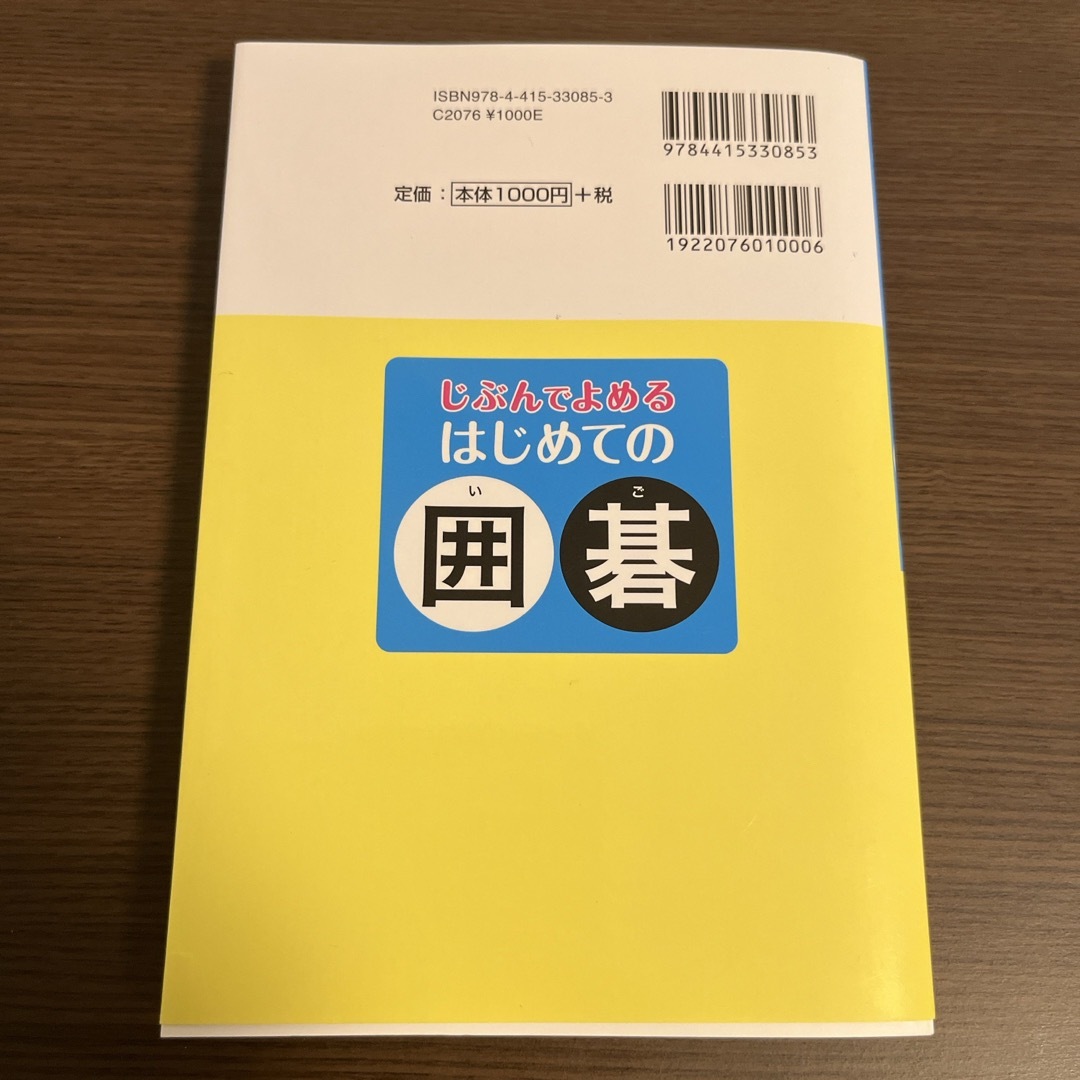 ISBN978-4-415-33085-3
C2076 ¥1000E
9784415330853
定価：本体1000円+税
1922076010006
じぶんでよめる
はじめての
い ご
囲碁